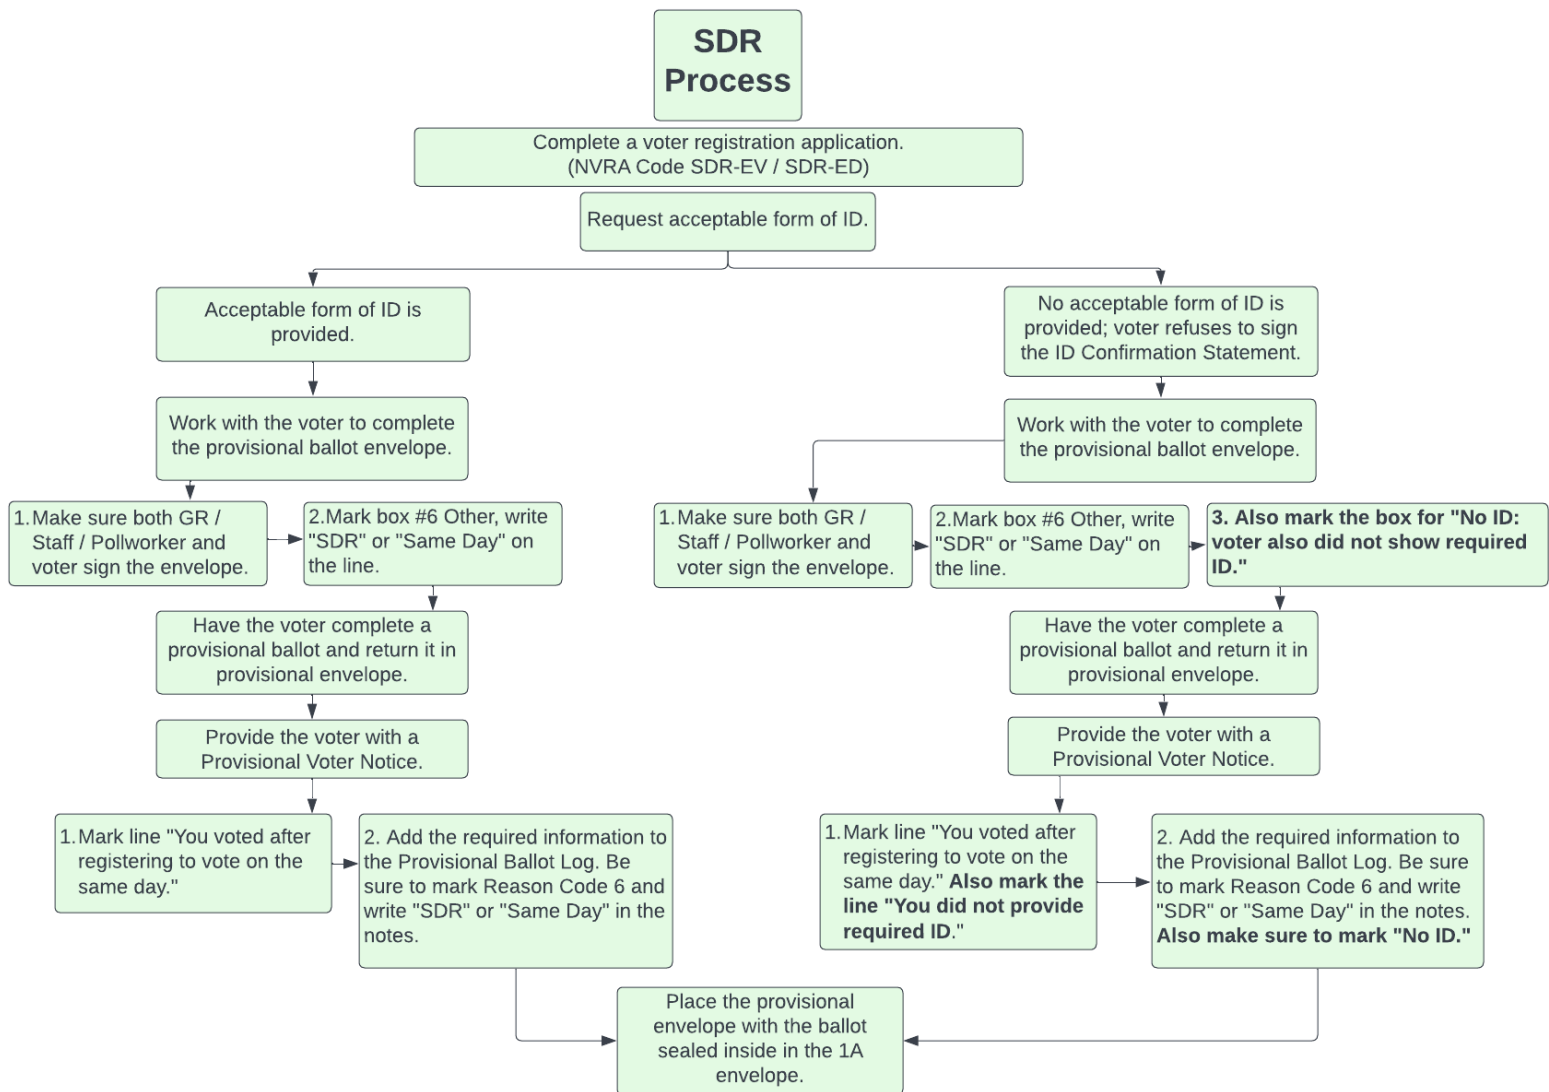 SDR
Process
Complete a voter registration application.
(NVRA Code SDR-EV / SDR-ED)
Request acceptable form of ID.
Acceptable form of ID is
provided.
Work with the voter to complete
the provisional ballot envelope.
1. Make sure both GR /
Staff / Pollworker and
voter sign the envelope.
2.Mark box #6 Other, write
"SDR" or "Same Day" on
the line.
Have the voter complete a
provisional ballot and return it in
provisional envelope.
Provide the voter with a
Provisional Voter Notice.
1. Mark line "You voted after
registering to vote on the
same day."
2. Add the required information to
the Provisional Ballot Log. Be
sure to mark Reason Code 6 and
write "SDR" or "Same Day" in the
notes.
No acceptable form of ID is
provided; voter refuses to sign
the ID Confirmation Statement.
Work with the voter to complete
the provisional ballot envelope.
1. Make sure both GR /
Staff / Pollworker and
voter sign the envelope.
2.Mark box #6 Other, write
"SDR" or "Same Day" on
the line.
3. Also mark the box for "No ID:
voter also did not show required
ID."
Have the voter complete a
provisional ballot and return it in
provisional envelope.
Provide the voter with a
Provisional Voter Notice.
1. Mark line "You voted after
registering to vote on the
same day." Also mark the
line "You did not provide
required ID."
2. Add the required information to
the Provisional Ballot Log. Be sure
to mark Reason Code 6 and write
"SDR" or "Same Day" in the notes.
Also make sure to mark "No ID."
Place the provisional
envelope with the ballot
sealed inside in the 1A
envelope.